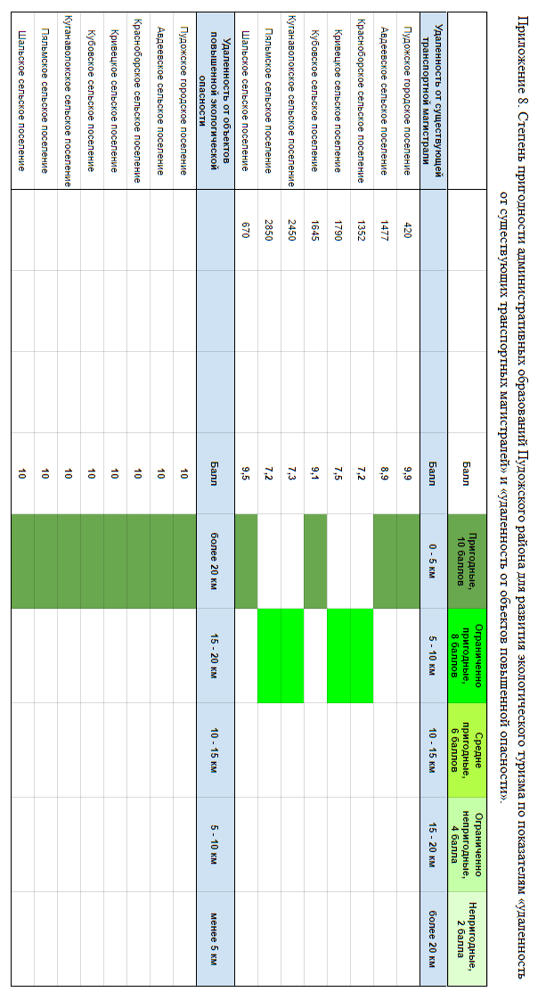 Приложение 8. Степень пригодности административных образований Пудожского района для развития экологического туризма по показателям «удаленность
от существующих транспортных магистралей» и «удаленность от объектов повышенной опасности».
Балл
Пригодные,
10 баллов
Ограниченно
пригодные,
8 баллов
Средне
пригодные,
6 баллов
Ограниченно
непригодные,
4 балла
Непригодные,
2 балла
Удаленность от существующей
транспортной магистрали
Балл
0 - 5 км
5 - 10 км
10 - 15 км
15 - 20 км
более 20 км
Пудожское городское поселение 420 9,9
Авдеевское сельское поселение 1477 8,9
Красноборское сельское поселение 1352 7,2
Кривецкое сельское поселение 1790 7,5
Кубовское сельское поселение 1645 9,1
Куганаволокское сельское поселение 2450 7,3
Пяльмское сельское поселение 2850 7,2
Шальское сельское поселение 670 9,5
Удаленность от объектов
повышенной экологической
опасности
Балл
более 20 км
15 - 20 км
10 - 15 км
5 - 10 км
менее 5 км
Пудожское городское поселение 10
Авдеевское сельское поселение 10
Красноборское сельское поселение 10
Кривецкое сельское поселение 10
Кубовское сельское поселение 10
Куганаволокское сельское поселение 10
Пяльмское сельское поселение 10
Шальское сельское поселение 10